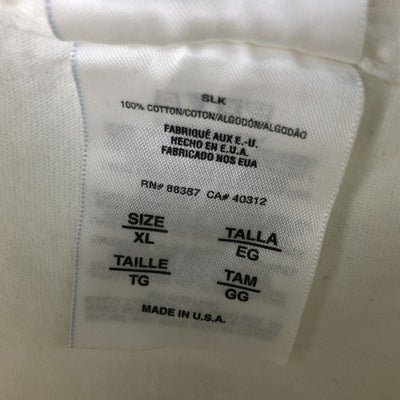 SLK
100% COTTON/COTON/ALGODÓN/ALGODÃO
FABRIQUÉ AUX E.-U.
HECHO EN E.U.A.
FABRICADO NOS EUA
RN# 88387 CA# 40312
SIZE
XL
TALLA
EG
TAILLE
TG
TAM
GG
MADE IN U.S.A.